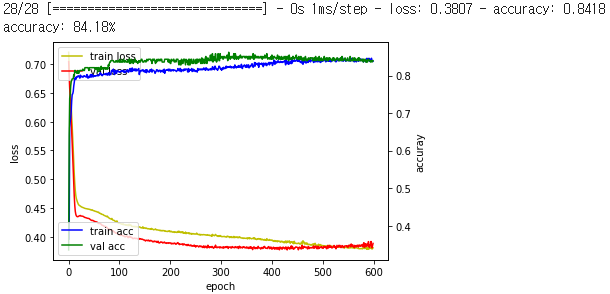 28/28 [==============================] - 0s 1ms/step - loss: 0.3807 - accuracy: 0.8418
accuracy: 84.18%
train loss
val loss
0.70
0.65
0.60
0.55
0.50
0.45
0.40
loss
0.8
0.7
0.6
0.5
0.4
accuray
train acc
val acc
0 100 200 300 400 500 600
epoch